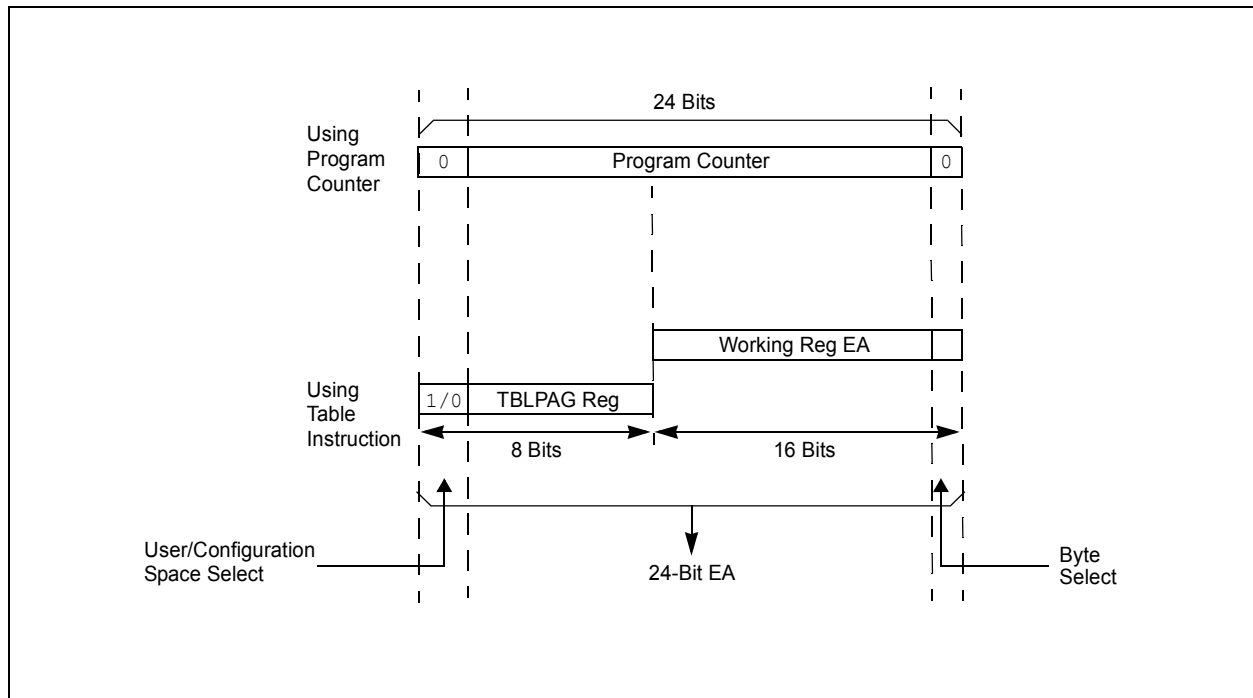 24 Bits
Using
Program
Counter
0
Program Counter
0
Working Reg EA
Using
Table
Instruction
1/0
TBLPAG Reg
8 Bits
16 Bits
User/Configuration
Space Select
24-Bit EA
Byte
Select